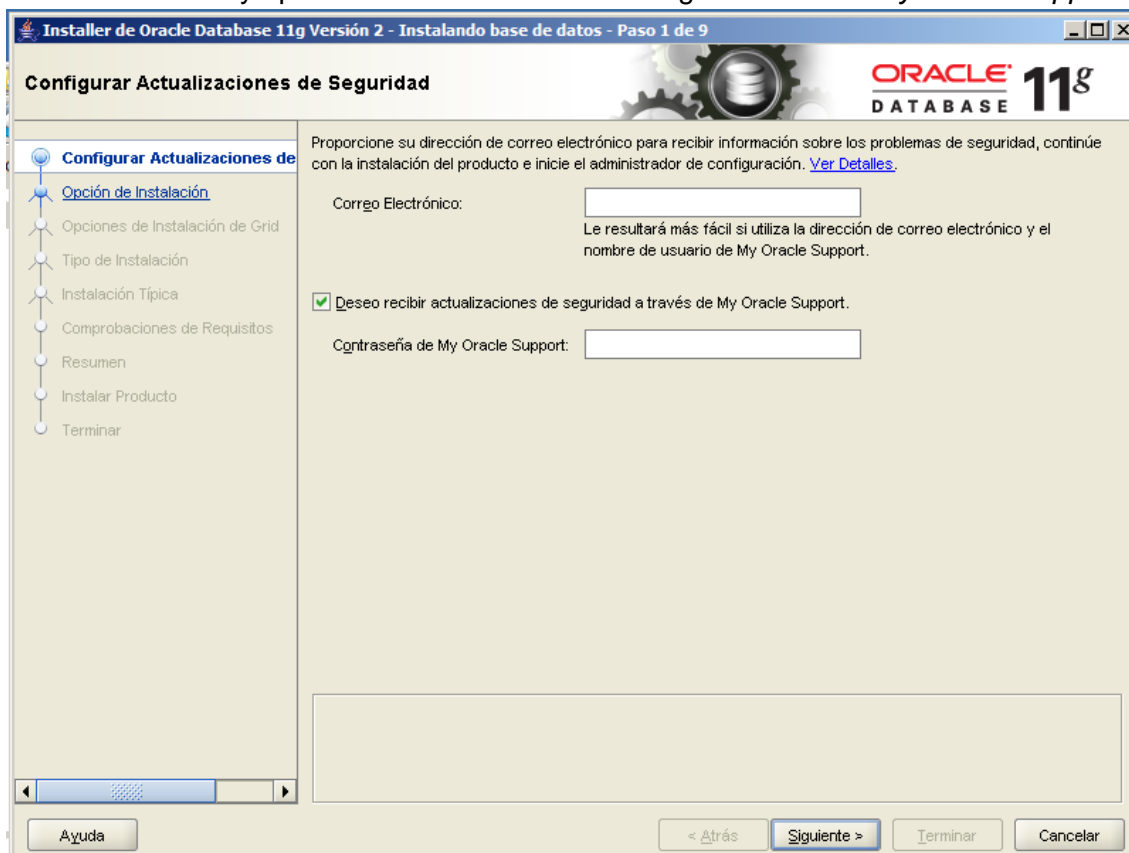 Installer de Oracle Database 11g Versión 2 - Instalando base de datos - Paso 1 de 9
Configurar Actualizaciones de Seguridad
ORACLE 11g
DATABASE
Configurar Actualizaciones de
Opción de Instalación
Opciones de Instalación de Grid
Tipo de Instalación
Instalación Típica
Comprobaciones de Requisitos
Resumen
Instalar Producto
Terminar
Proporcione su dirección de correo electrónico para recibir información sobre los problemas de seguridad, continúe
con la instalación del producto e inicie el administrador de configuración. Ver Detalles.
Correo Electrónico:
Le resultará más fácil si utiliza la dirección de correo electrónico y el
nombre de usuario de My Oracle Support.
Deseo recibir actualizaciones de seguridad a través de My Oracle Support.
Contraseña de My Oracle Support:
Ayuda
< Atrás
Siguiente >
Terminar
Cancelar